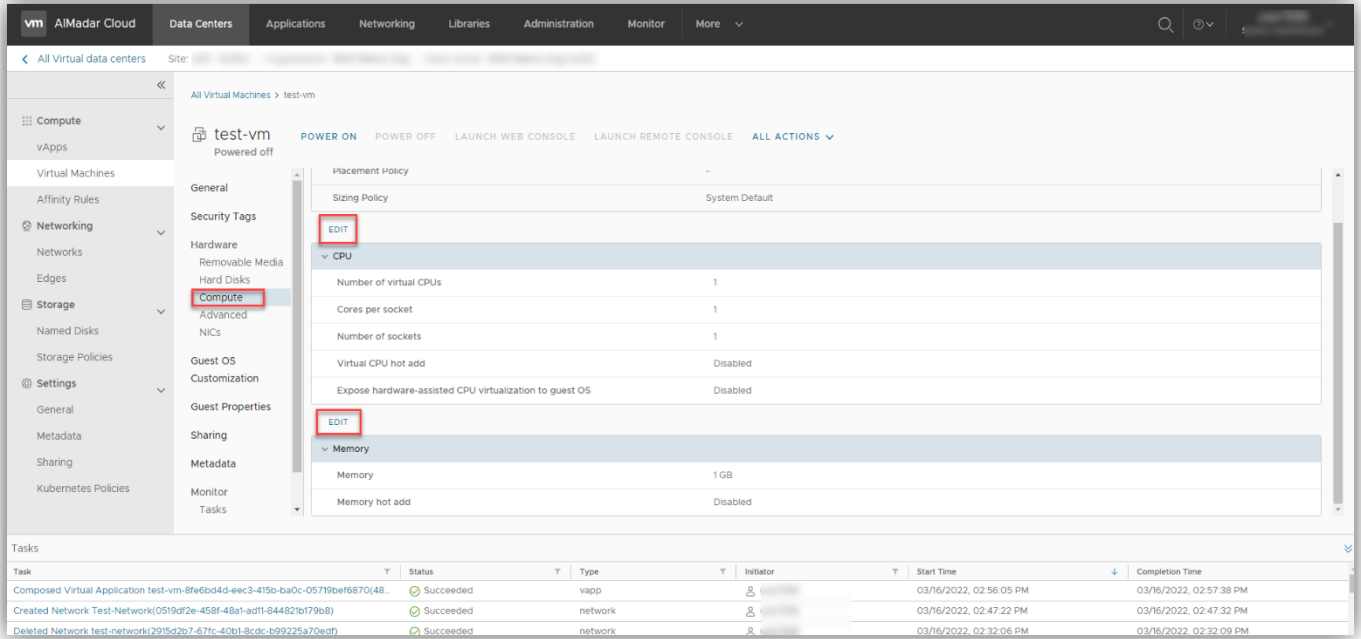 vm AlMadar Cloud Data Centers Applications Networking Libraries Administration Monitor More
All Virtual data centers Site:
All Virtual Machines > test-vm
Compute
vApps
Virtual Machines
Affinity Rules
Networking
Networks
Edges
Storage
Named Disks
Storage Policies
Settings
General
Metadata
Sharing
Kubernetes Policies
test-vm POWER ON POWER OFF LAUNCH WEB CONSOLE LAUNCH REMOTE CONSOLE ALL ACTIONS
Powered off
General
Security Tags
Hardware
Removable Media
Hard Disks
Compute
Advanced
NICs
Guest OS
Customization
Guest Properties
Sharing
Metadata
Monitor
Tasks
Placement Policy -
Sizing Policy System Default
EDIT
CPU
Number of virtual CPUs 1
Cores per socket 1
Number of sockets 1
Virtual CPU hot add Disabled
Expose hardware-assisted CPU virtualization to guest OS Disabled
EDIT
Memory
Memory 1 GB
Memory hot add Disabled
Tasks
Task Status Type Initiator Start Time Completion Time
Composed Virtual Application test-vm-8fe6bd4d-eec3-415b-ba0c-05719bef6870(48... Succeeded vapp 03/16/2022, 02:56:05 PM 03/16/2022, 02:57:38 PM
Created Network Test-Network(0519df2e-458f-48a1-ad11-844821b179b8) Succeeded network 03/16/2022, 02:47:22 PM 03/16/2022, 02:47:32 PM
Deleted Network test-network(2915d2b7-67fc-40b1-8cdc-b99225a70edf) Succeeded network 03/16/2022, 02:32:06 PM 03/16/2022, 02:32:09 PM